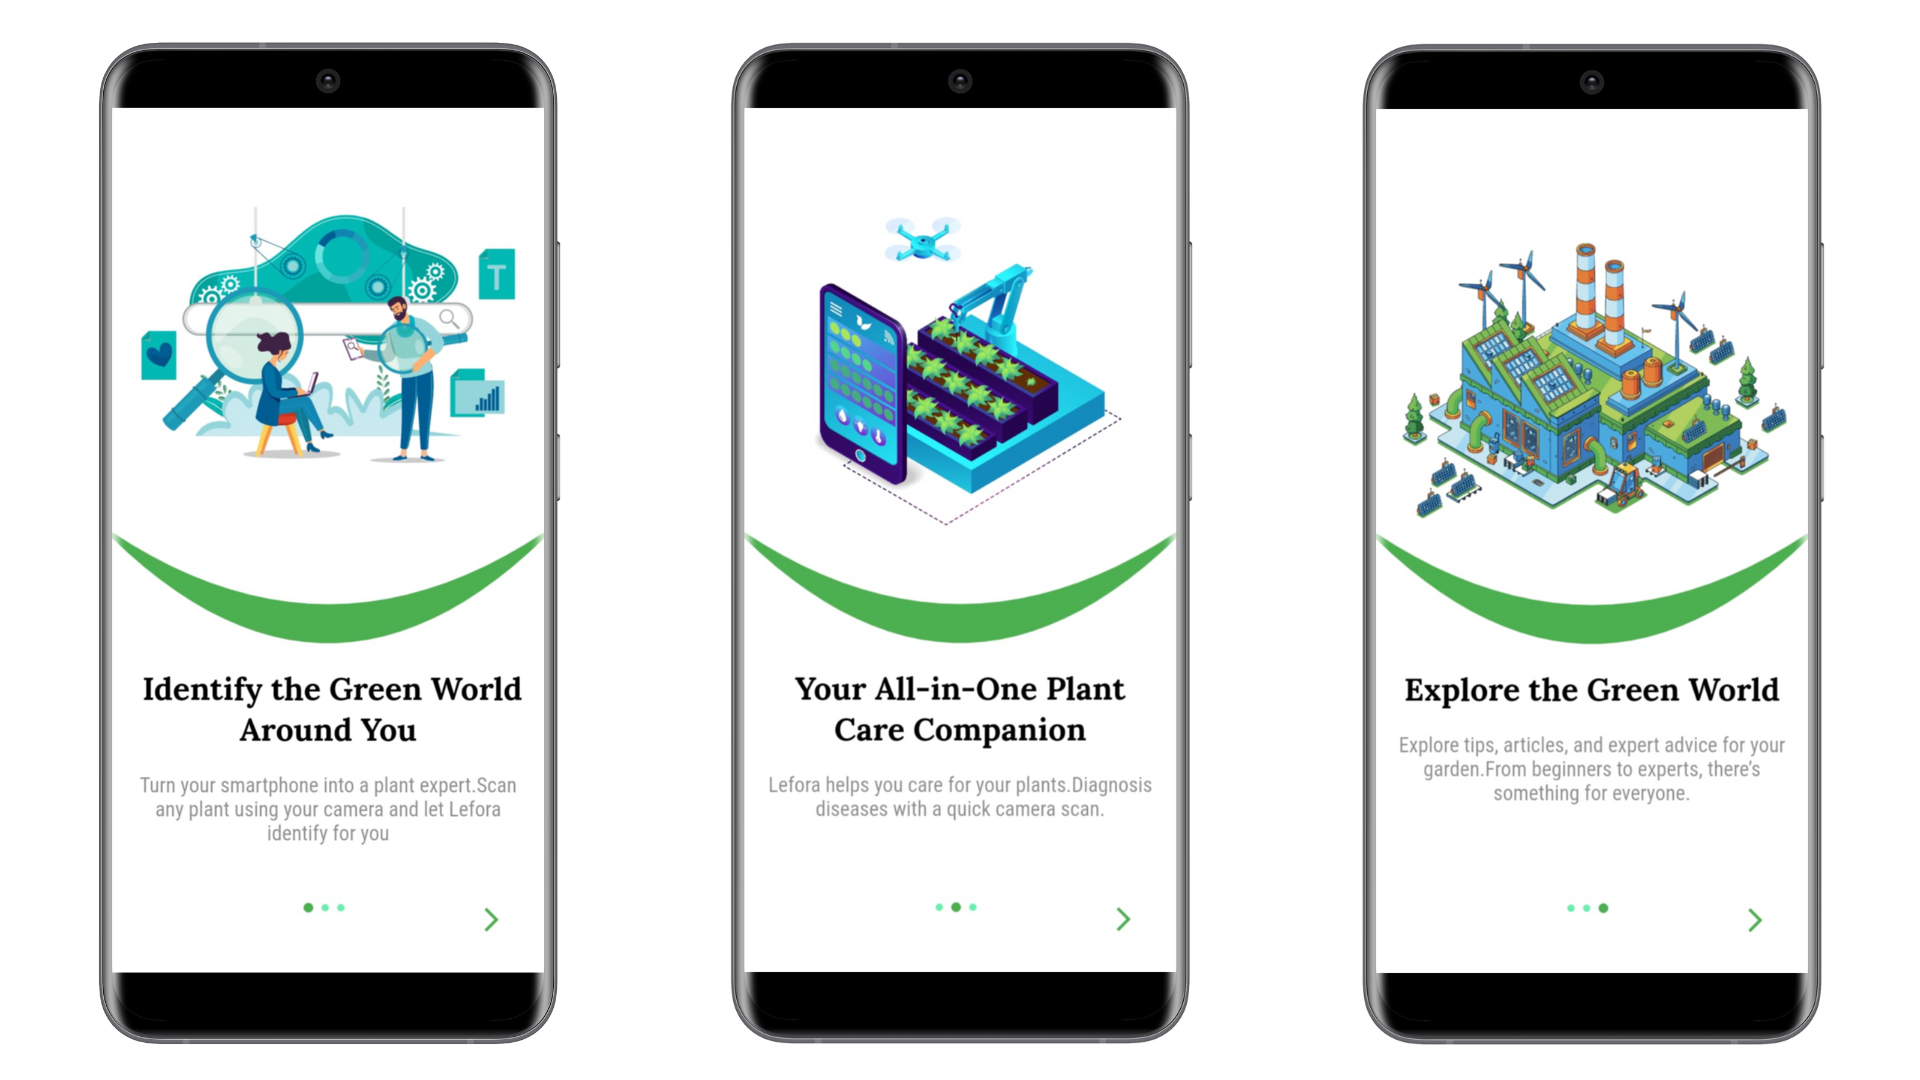 T
Identify the Green World
Around You
Turn your smartphone into a plant expert.Scan
any plant using your camera and let Lefora
identify for you
Your All-in-One Plant
Care Companion
Lefora helps you care for your plants.Diagnosis
diseases with a quick camera scan.
Explore the Green World
Explore tips, articles, and expert advice for your
garden.From beginners to experts, there's
something for everyone.